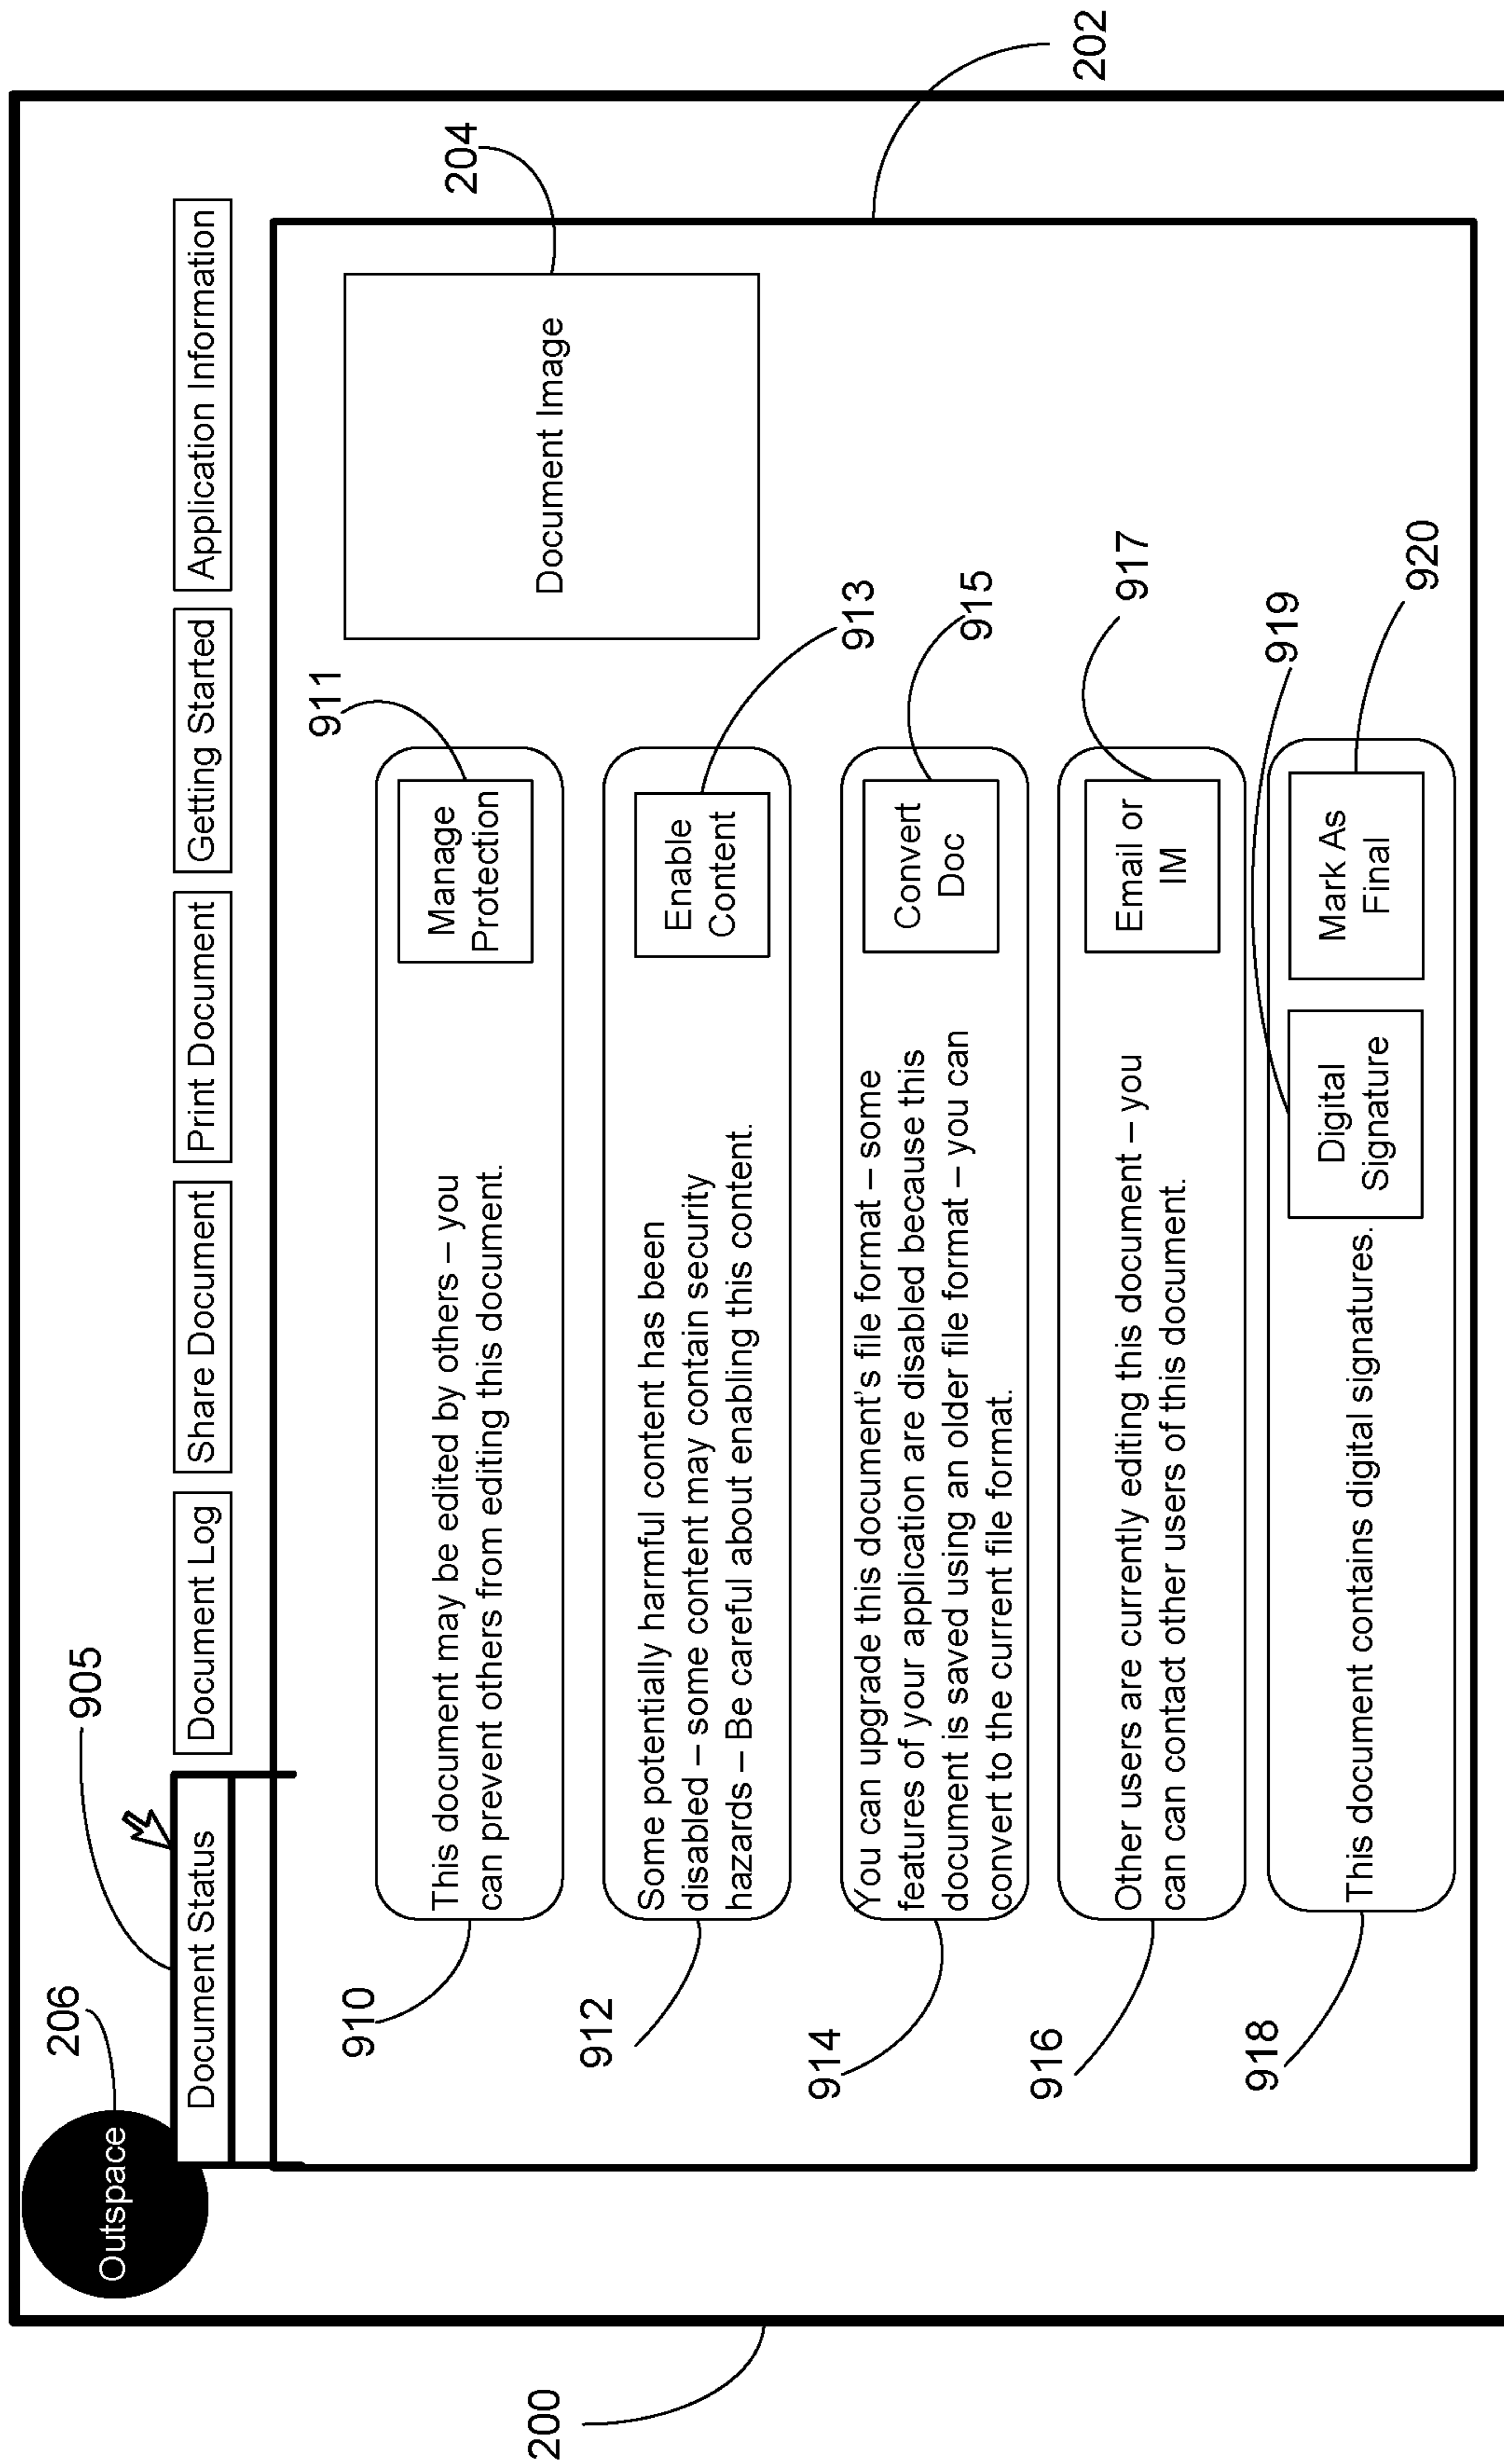 206
905
Outspace
Document Status
Document Log
Share Document
Print Document
Getting Started
Application Information
204
202
200
910
This document may be edited by others – you
can prevent others from editing this document.
Manage
Protection
911
Document Image
912
Some potentially harmful content has been
disabled – some content may contain security
hazards – Be careful about enabling this content.
Enable
Content
913
914
You can upgrade this document's file format – some
features of your application are disabled because this
document is saved using an older file format – you can
convert to the current file format.
Convert
Doc
915
916
Other users are currently editing this document – you
can can contact other users of this document.
Email or
IM
917
918
This document contains digital signatures.
Digital
Signature
919
Mark As
Final
920